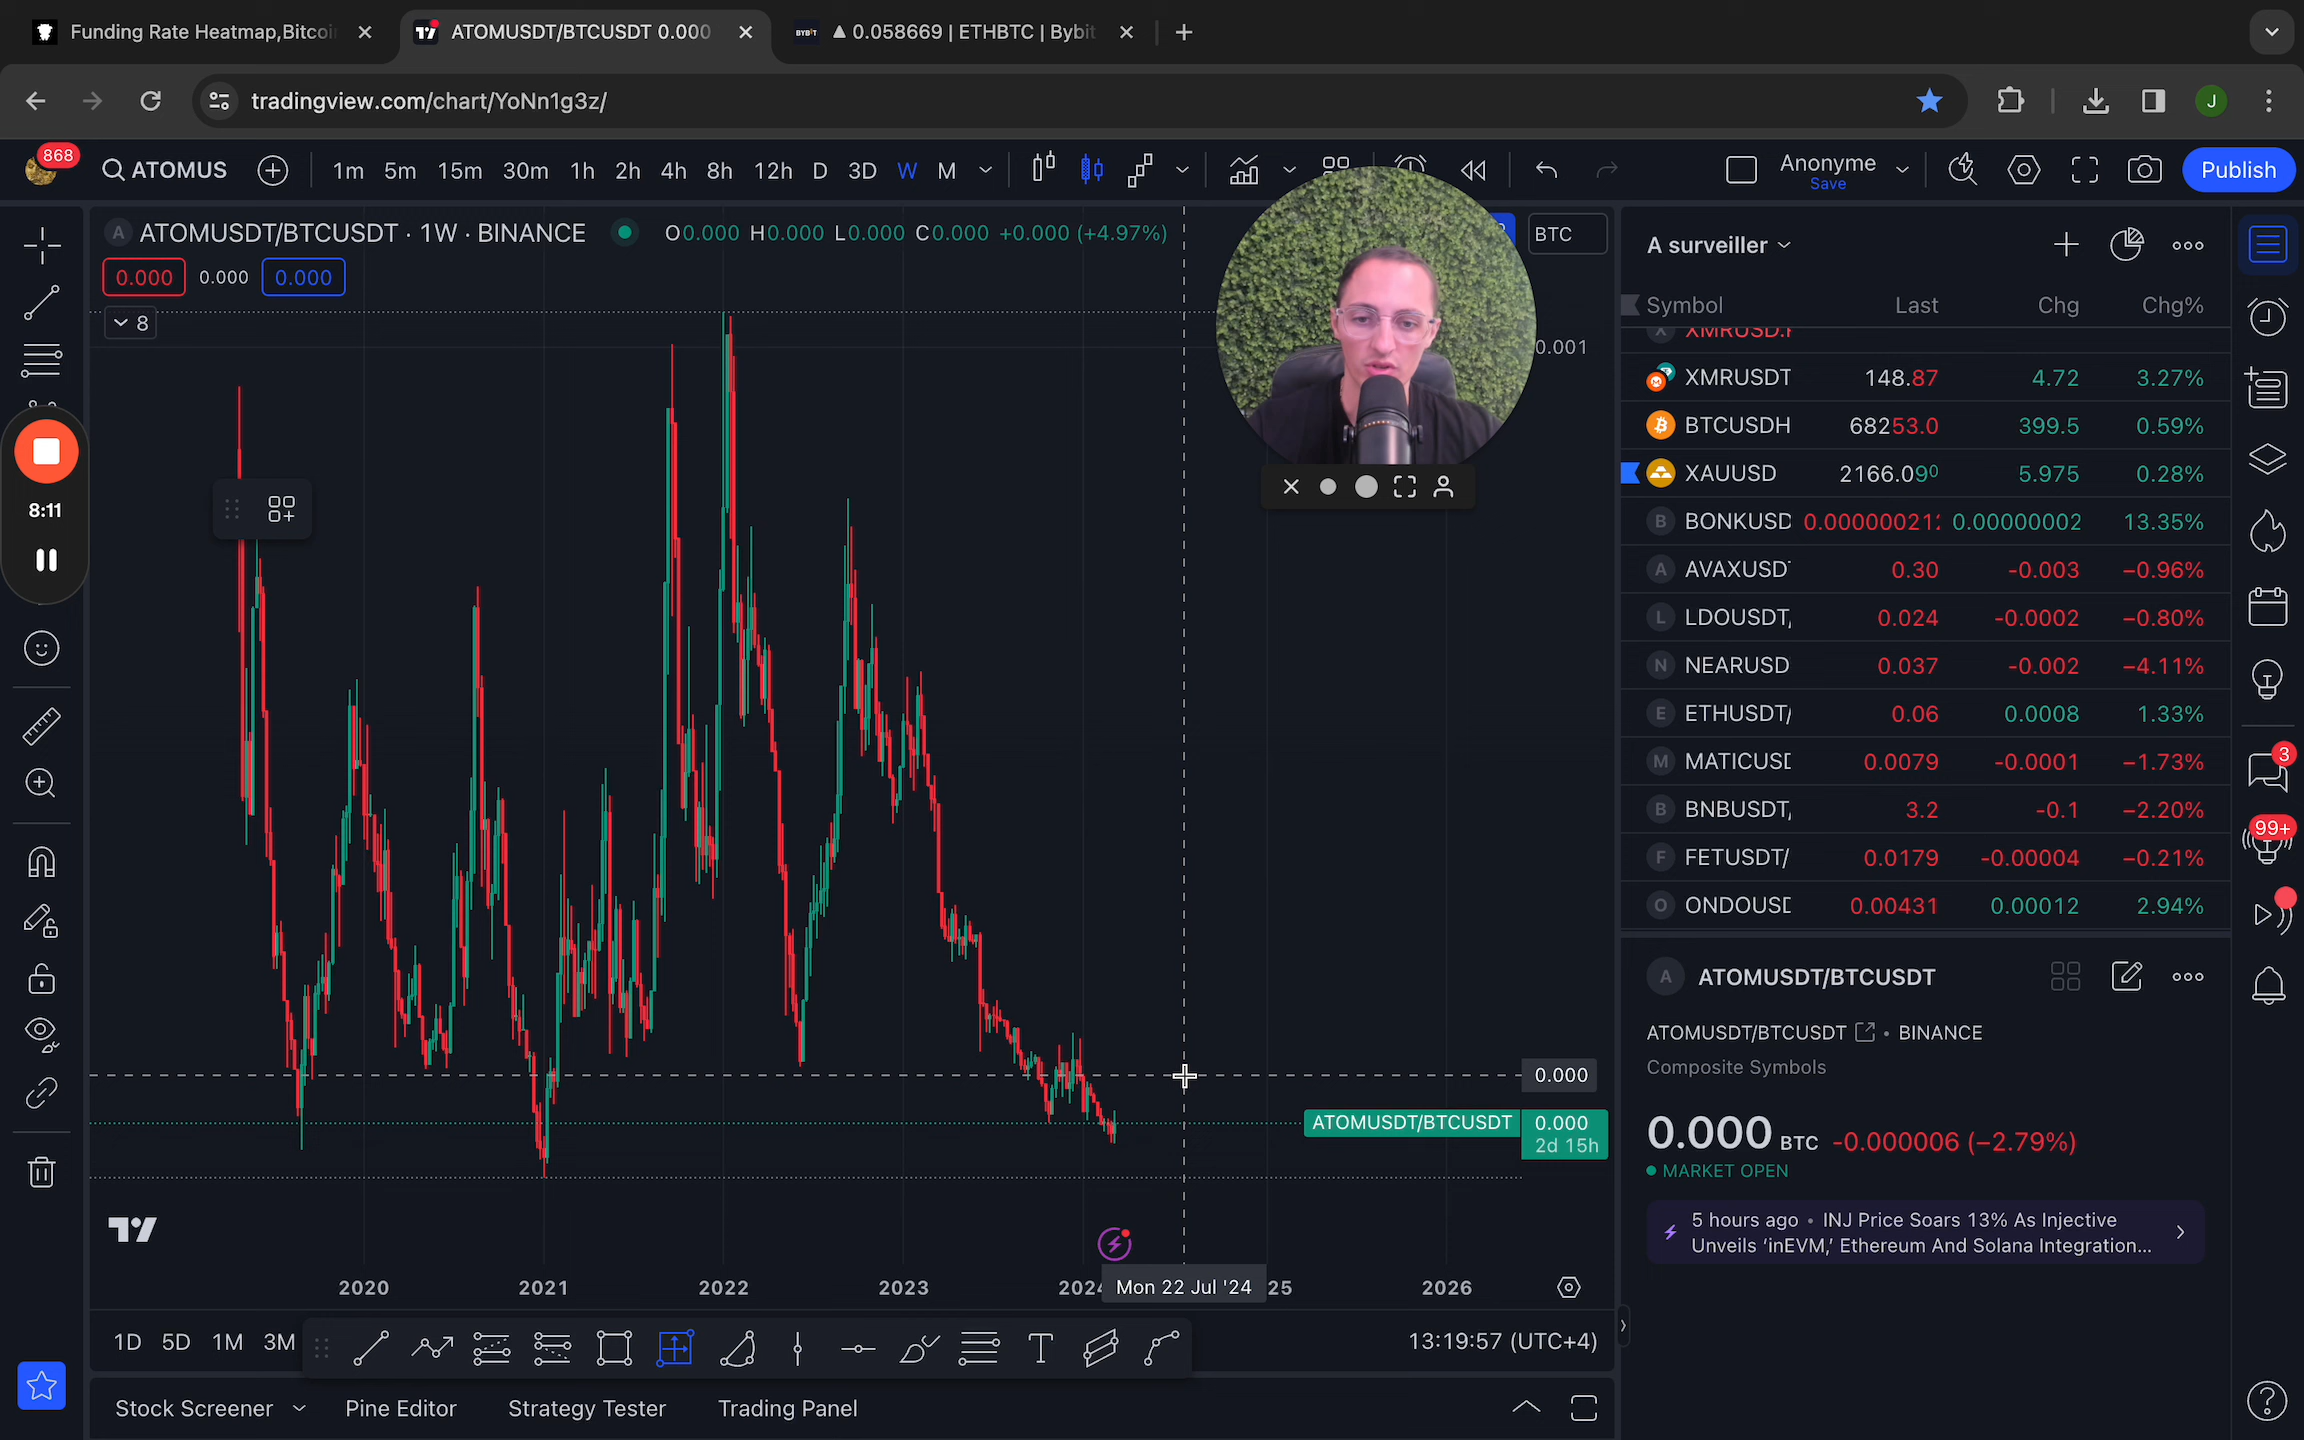 Funding Rate Heatmap,Bitcoi
ATOMUSDT/BTCUSDT 0.000
BYBIT
▲ 0.058669 | ETHBTC | Bybit
tradingview.com/chart/YoNn1g3z/
J
868
ATOMUS
1m 5m 15m 30m 1h 2h 4h 8h 12h D 3D W M
Anonyme
Save
Publish
A ATOMUSDT/BTCUSDT · 1W · BINANCE
O0.000 H0.000 L0.000 C0.000 +0.000 (+4.97%)
BTC
0.000 0.000 0.000
8
0.001
8:11
0.000
ATOMUSDT/BTCUSDT 0.000
2d 15h
2020 2021 2022 2023 2024 Mon 22 Jul '24 25 2026
1D 5D 1M 3M
T
13:19:57 (UTC+4)
Stock Screener Pine Editor Strategy Tester Trading Panel
A surveiller
Symbol Last Chg Chg%
X XMRUSD.P
XMRUSDT 148.87 4.72 3.27%
BTCUSDH 68253.0 399.5 0.59%
XAUUSD 2166.090 5.975 0.28%
B BONKUSD 0.000000212 0.00000002 13.35%
A AVAXUSDT 0.30 -0.003 −0.96%
L LDOUSDT, 0.024 -0.0002 −0.80%
N NEARUSD 0.037 -0.002 −4.11%
E ETHUSDT/ 0.06 0.0008 1.33%
M MATICUSD 0.0079 -0.0001 −1.73%
B BNBUSDT, 3.2 -0.1 −2.20%
F FETUSDT/ 0.0179 -0.00004 −0.21%
O ONDOUSD 0.00431 0.00012 2.94%
A ATOMUSDT/BTCUSDT
ATOMUSDT/BTCUSDT • BINANCE
Composite Symbols
0.000 BTC -0.000006 (−2.79%)
MARKET OPEN
5 hours ago • INJ Price Soars 13% As Injective
Unveils ‘inEVM,’ Ethereum And Solana Integration...
3
99+